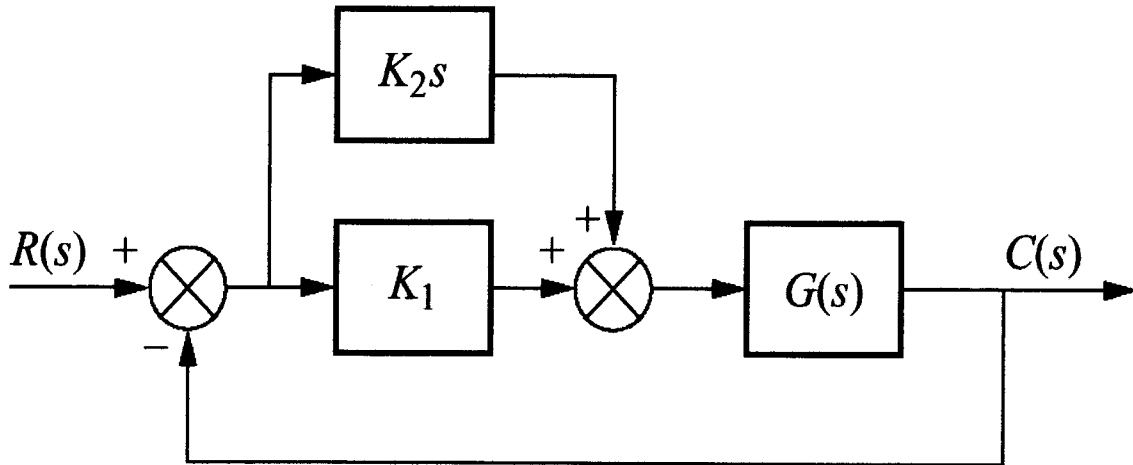 K₂s
+
R(s) + K₁ + G(s) C(s)
−